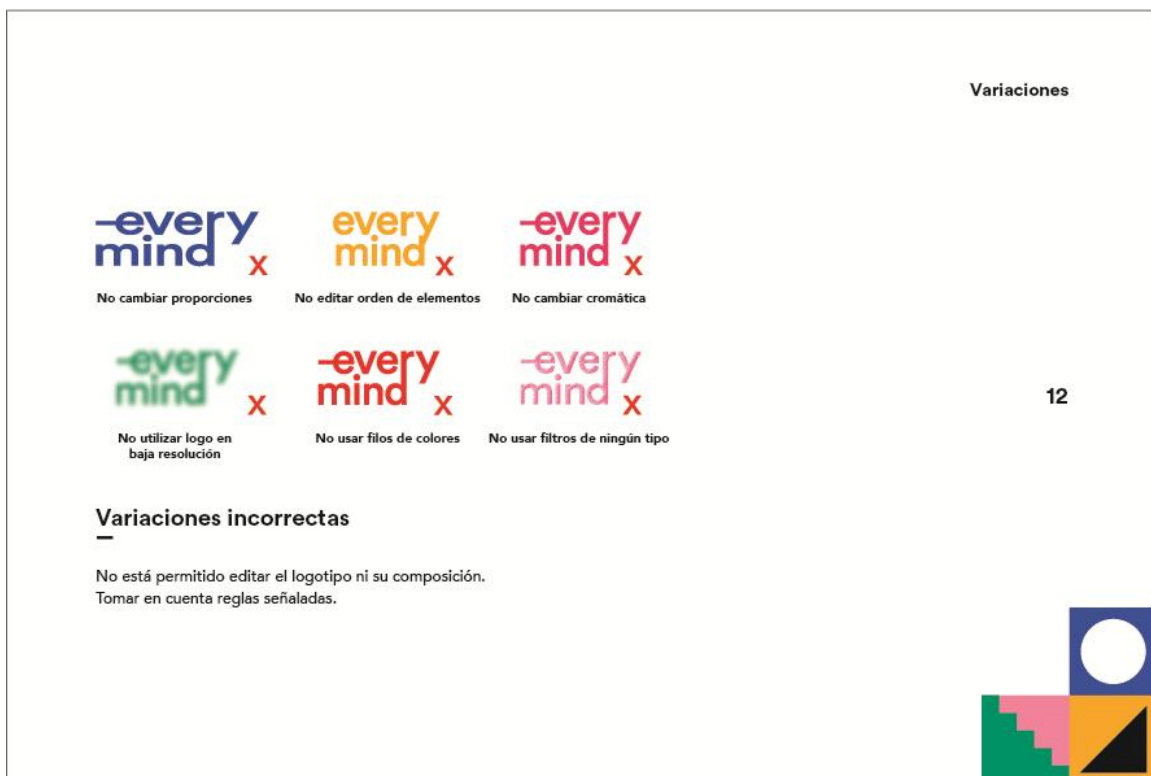 Variaciones
every
mind
X
No cambiar proporciones
every
mind
X
No editar orden de elementos
every
mind
X
No cambiar cromática
every
mind
X
No utilizar logo en
baja resolución
every
mind
X
No usar filos de colores
every
mind
X
No usar filtros de ningún tipo
12
Variaciones incorrectas
No está permitido editar el logotipo ni su composición.
Tomar en cuenta reglas señaladas.